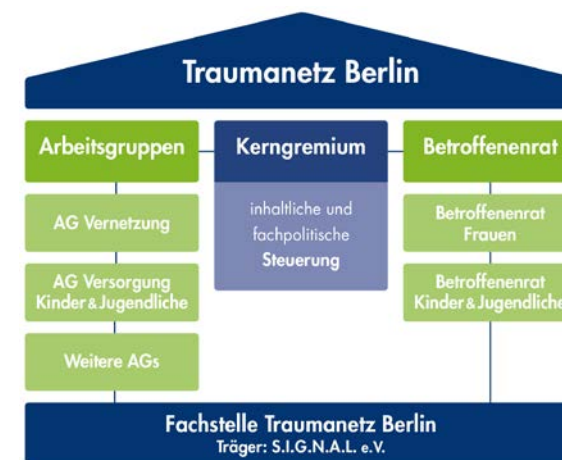 Traumanetz Berlin
Arbeitsgruppen
AG Vernetzung
AG Versorgung
Kinder & Jugendliche
Weitere AGs
Kerngremium
inhaltliche und
fachpolitische
Steuerung
Betroffenenrat
Betroffenenrat
Frauen
Betroffenenrat
Kinder & Jugendliche
Fachstelle Traumanetz Berlin
Träger: S.I.G.N.A.L. e.V.